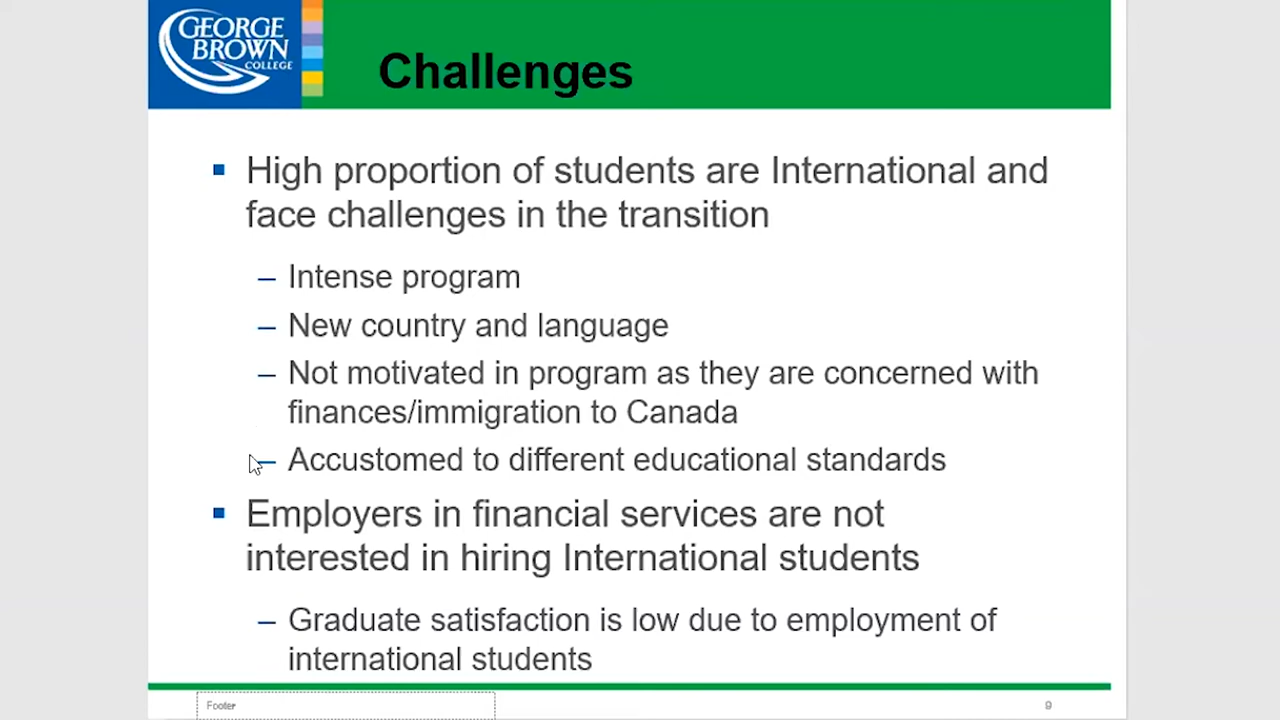 GEORGE
BROWN
COLLEGE
Challenges
▪ High proportion of students are International and
face challenges in the transition
– Intense program
– New country and language
– Not motivated in program as they are concerned with
finances/immigration to Canada
– Accustomed to different educational standards
▪ Employers in financial services are not
interested in hiring International students
– Graduate satisfaction is low due to employment of
international students
Footer
9